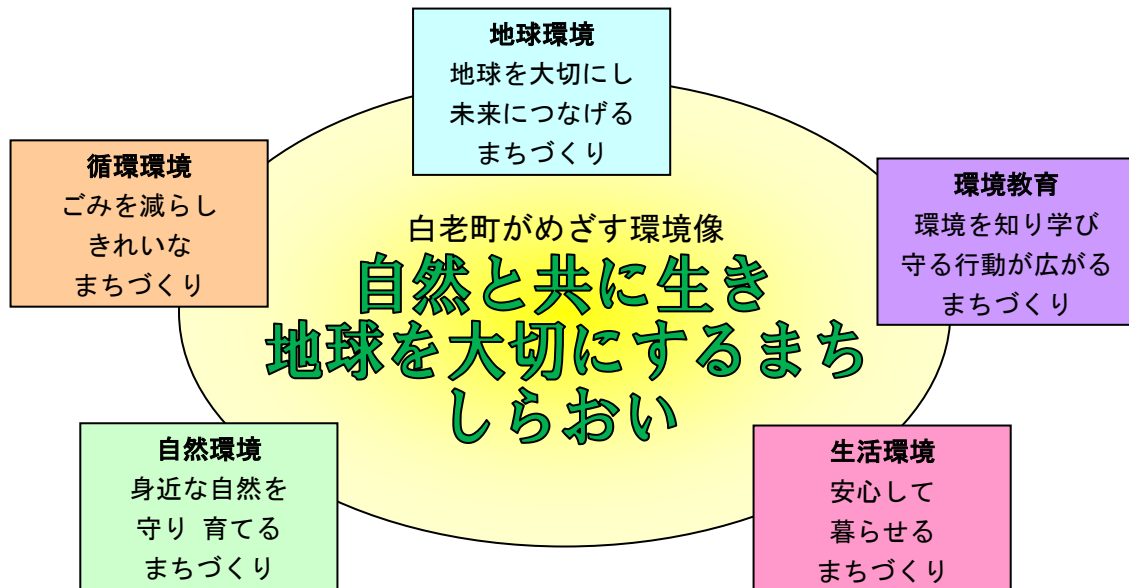 地球環境
地球を大切にし
未来につなげる
まちづくり
循環環境
ごみを減らし
きれいな
まちづくり
環境教育
環境を知り学び
守る行動が広がる
まちづくり
白老町がめざす環境像
自然と共に生き
地球を大切にするまち
しらおい
自然環境
身近な自然を
守り 育てる
まちづくり
生活環境
安心して
暮らせる
まちづくり